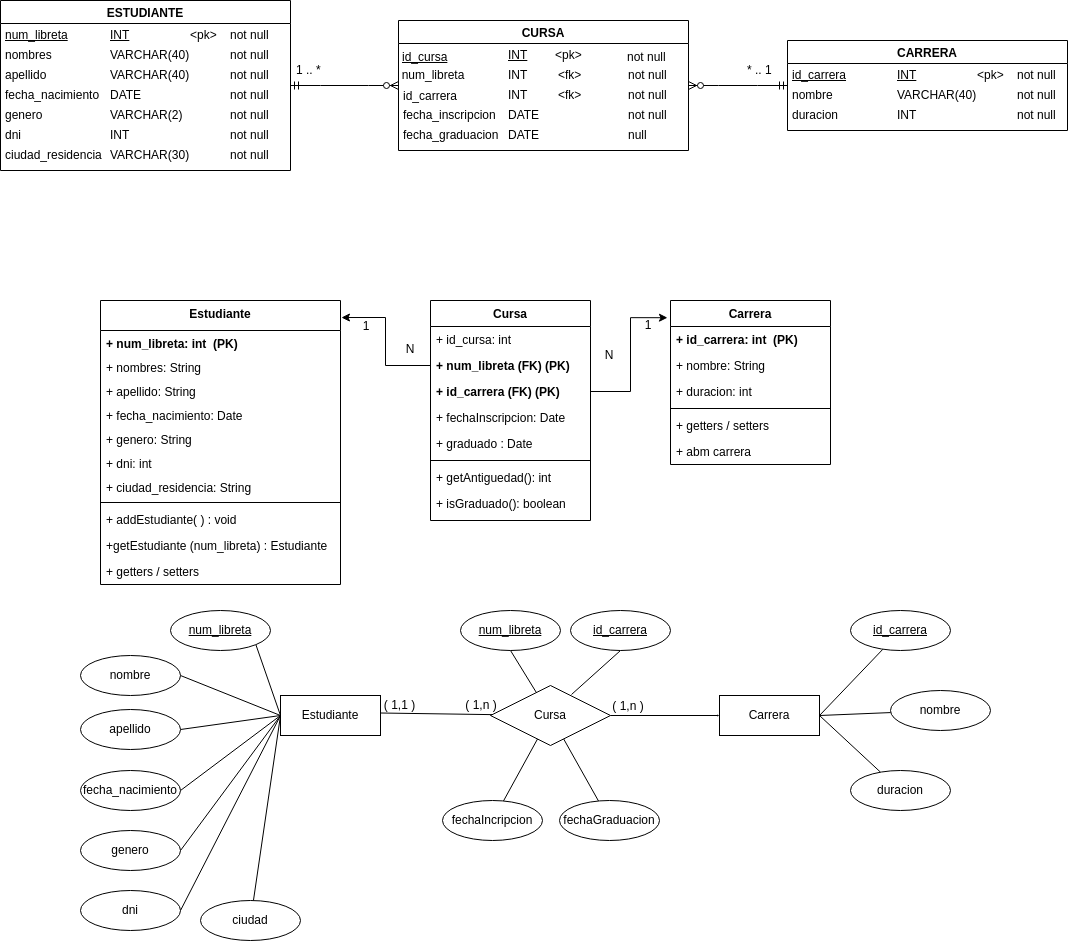 ESTUDIANTE
num_libreta INT <pk> not null
nombres VARCHAR(40) not null
apellido VARCHAR(40) not null
fecha_nacimiento DATE not null
genero VARCHAR(2) not null
dni INT not null
ciudad_residencia VARCHAR(30) not null
1 .. *
CURSA
id_cursa INT <pk> not null
num_libreta INT <fk> not null
id_carrera INT <fk> not null
fecha_inscripcion DATE not null
fecha_graduacion DATE null
* .. 1
CARRERA
id_carrera INT <pk> not null
nombre VARCHAR(40) not null
duracion INT not null
Estudiante
+ num_libreta: int (PK)
+ nombres: String
+ apellido: String
+ fecha_nacimiento: Date
+ genero: String
+ dni: int
+ ciudad_residencia: String
+ addEstudiante( ) : void
+getEstudiante (num_libreta) : Estudiante
+ getters / setters
1
N
Cursa
+ id_cursa: int
+ num_libreta (FK) (PK)
+ id_carrera (FK) (PK)
+ fechaInscripcion: Date
+ graduado : Date
+ getAntiguedad(): int
+ isGraduado(): boolean
N
1
Carrera
+ id_carrera: int (PK)
+ nombre: String
+ duracion: int
+ getters / setters
+ abm carrera
num_libreta
nombre
apellido
fecha_nacimiento
genero
dni
ciudad
Estudiante
( 1,1 )
( 1,n )
num_libreta
id_carrera
Cursa
fechaIncripcion
fechaGraduacion
( 1,n )
Carrera
id_carrera
nombre
duracion